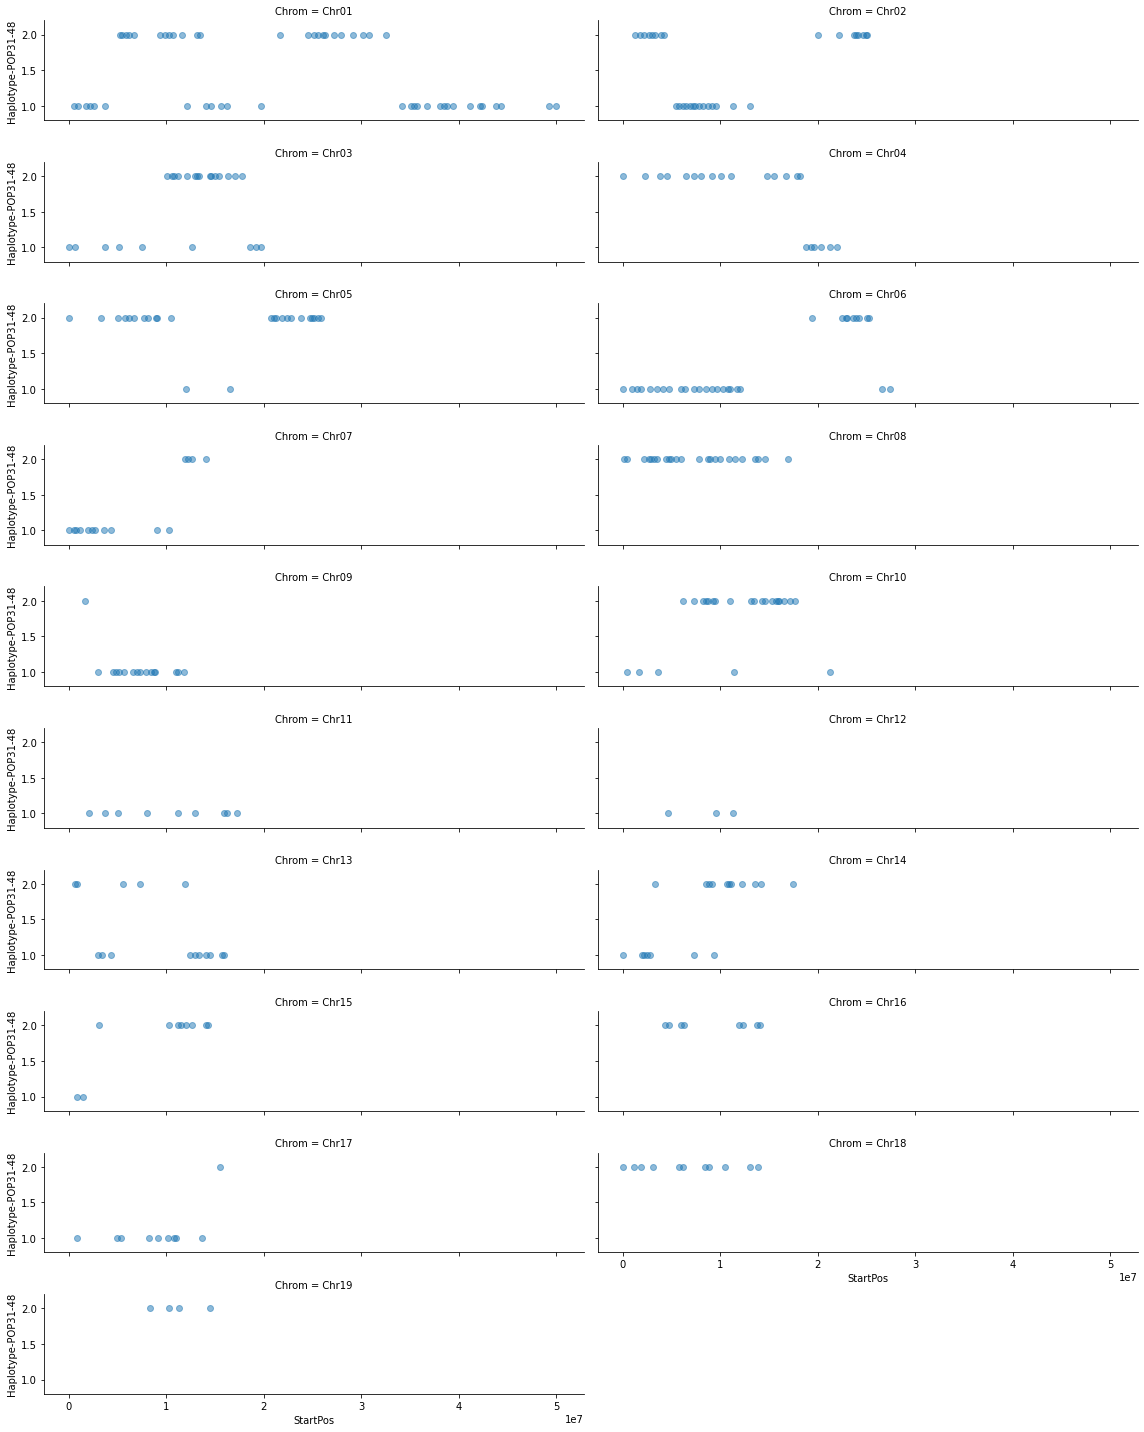 Chrom = Chr01
Chrom = Chr02
Haplotype-POP31-48
2.0
1.5
1.0
Chrom = Chr03
Chrom = Chr04
Haplotype-POP31-48
2.0
1.5
1.0
Chrom = Chr05
Chrom = Chr06
Haplotype-POP31-48
2.0
1.5
1.0
Chrom = Chr07
Chrom = Chr08
Haplotype-POP31-48
2.0
1.5
1.0
Chrom = Chr09
Chrom = Chr10
Haplotype-POP31-48
2.0
1.5
1.0
Chrom = Chr11
Chrom = Chr12
Haplotype-POP31-48
2.0
1.5
1.0
Chrom = Chr13
Chrom = Chr14
Haplotype-POP31-48
2.0
1.5
1.0
Chrom = Chr15
Chrom = Chr16
Haplotype-POP31-48
2.0
1.5
1.0
Chrom = Chr17
Chrom = Chr18
Haplotype-POP31-48
2.0
1.5
1.0
0 1 2 3 4 5
StartPos
1e7
Chrom = Chr19
Haplotype-POP31-48
2.0
1.5
1.0
0 1 2 3 4 5
StartPos
1e7